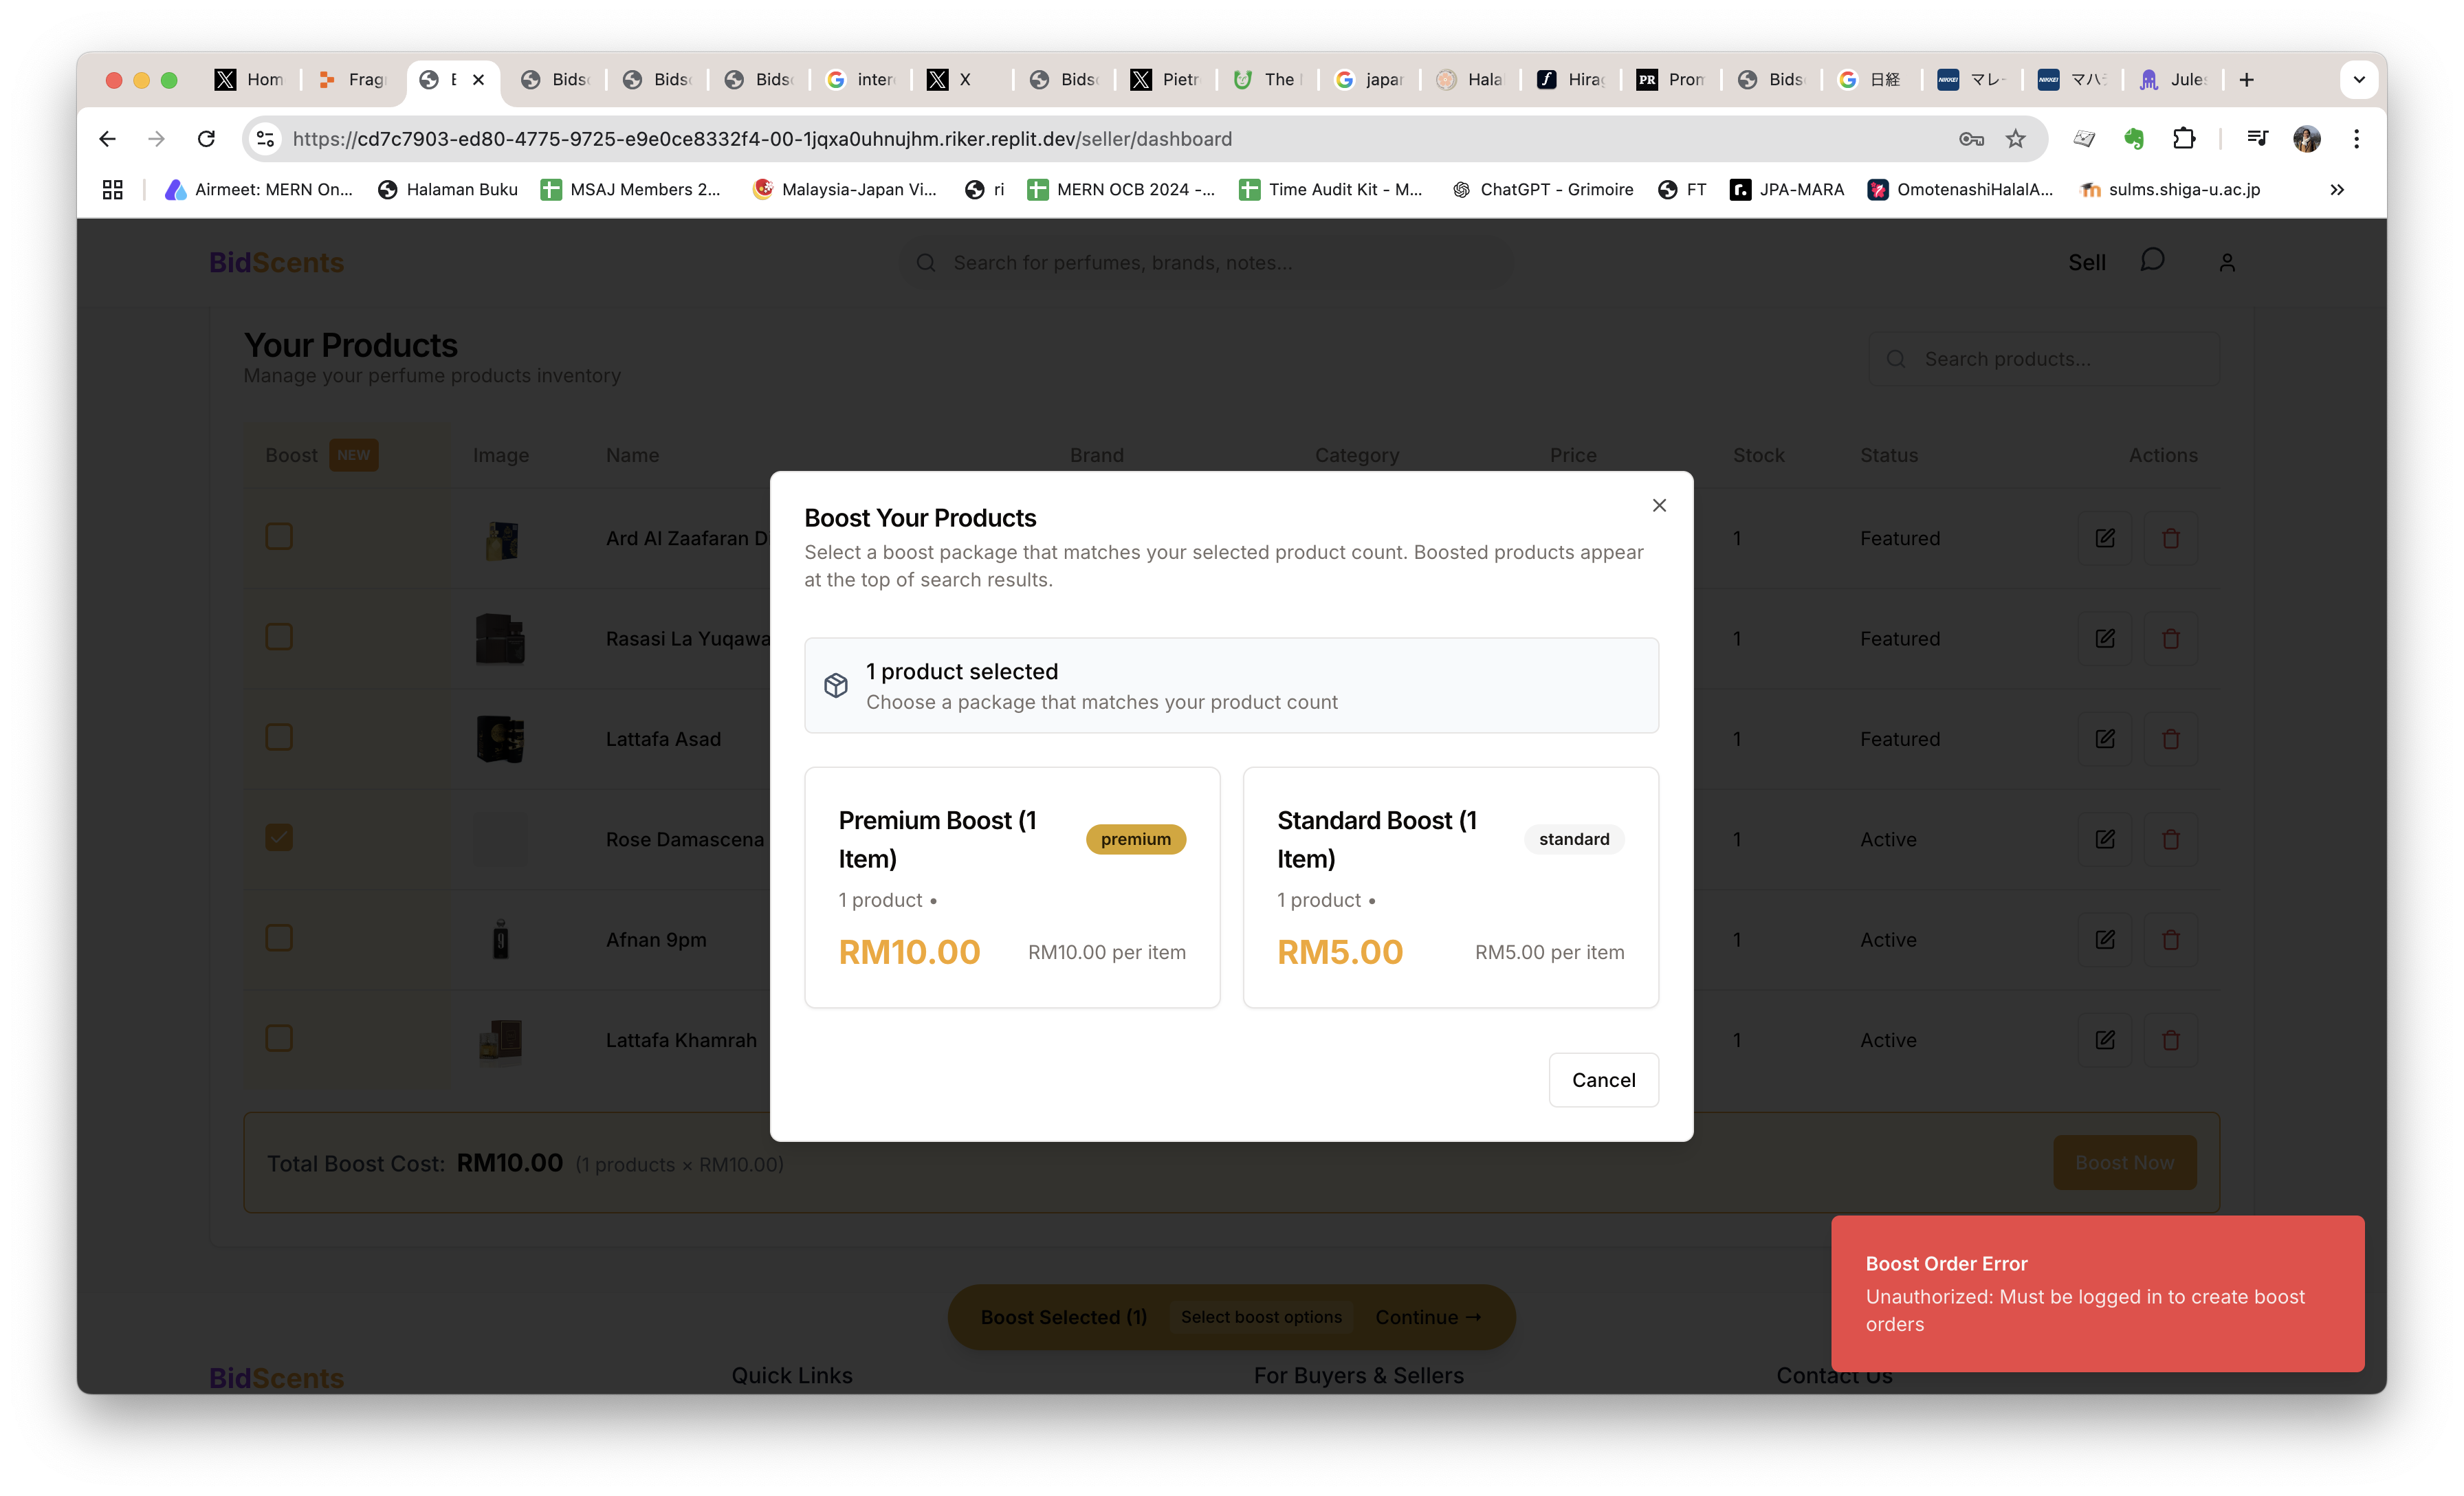 Hom
Frag
E
Bids
Bids
Bids
inter
X
Bids
Pietr
The
japar
Hala
Hirag
PR Pron
Bids
日経
NIKKEI マレー
NIKKEI マハ
Jules
https://cd7c7903-ed80-4775-9725-e9e0ce8332f4-00-1jqxa0uhnujhm.riker.replit.dev/seller/dashboard
Airmeet: MERN On...
Halaman Buku
MSAJ Members 2...
Malaysia-Japan Vi...
ri
MERN OCB 2024 -...
Time Audit Kit - M...
ChatGPT - Grimoire
FT
JPA-MARA
OmotenashiHalalA...
sulms.shiga-u.ac.jp
BidScents
Search for perfumes, brands, notes...
Sell
Your Products
Manage your perfume products inventory
Search products...
Boost NEW Image Name Brand Category Price Stock Status Actions
Ard Al Zaafaran D 1 Featured
Rasasi La Yuqawa 1 Featured
Lattafa Asad 1 Featured
Rose Damascena 1 Active
Afnan 9pm 1 Active
Lattafa Khamrah 1 Active
Boost Your Products
Select a boost package that matches your selected product count. Boosted products appear
at the top of search results.
1 product selected
Choose a package that matches your product count
Premium Boost (1
Item)
premium
1 product •
RM10.00 RM10.00 per item
Standard Boost (1
Item)
standard
1 product •
RM5.00 RM5.00 per item
Cancel
Total Boost Cost: RM10.00 (1 products × RM10.00)
Boost Now
Boost Order Error
Unauthorized: Must be logged in to create boost
orders
Boost Selected (1) Select boost options Continue →
BidScents
Quick Links
For Buyers & Sellers
Contact Us